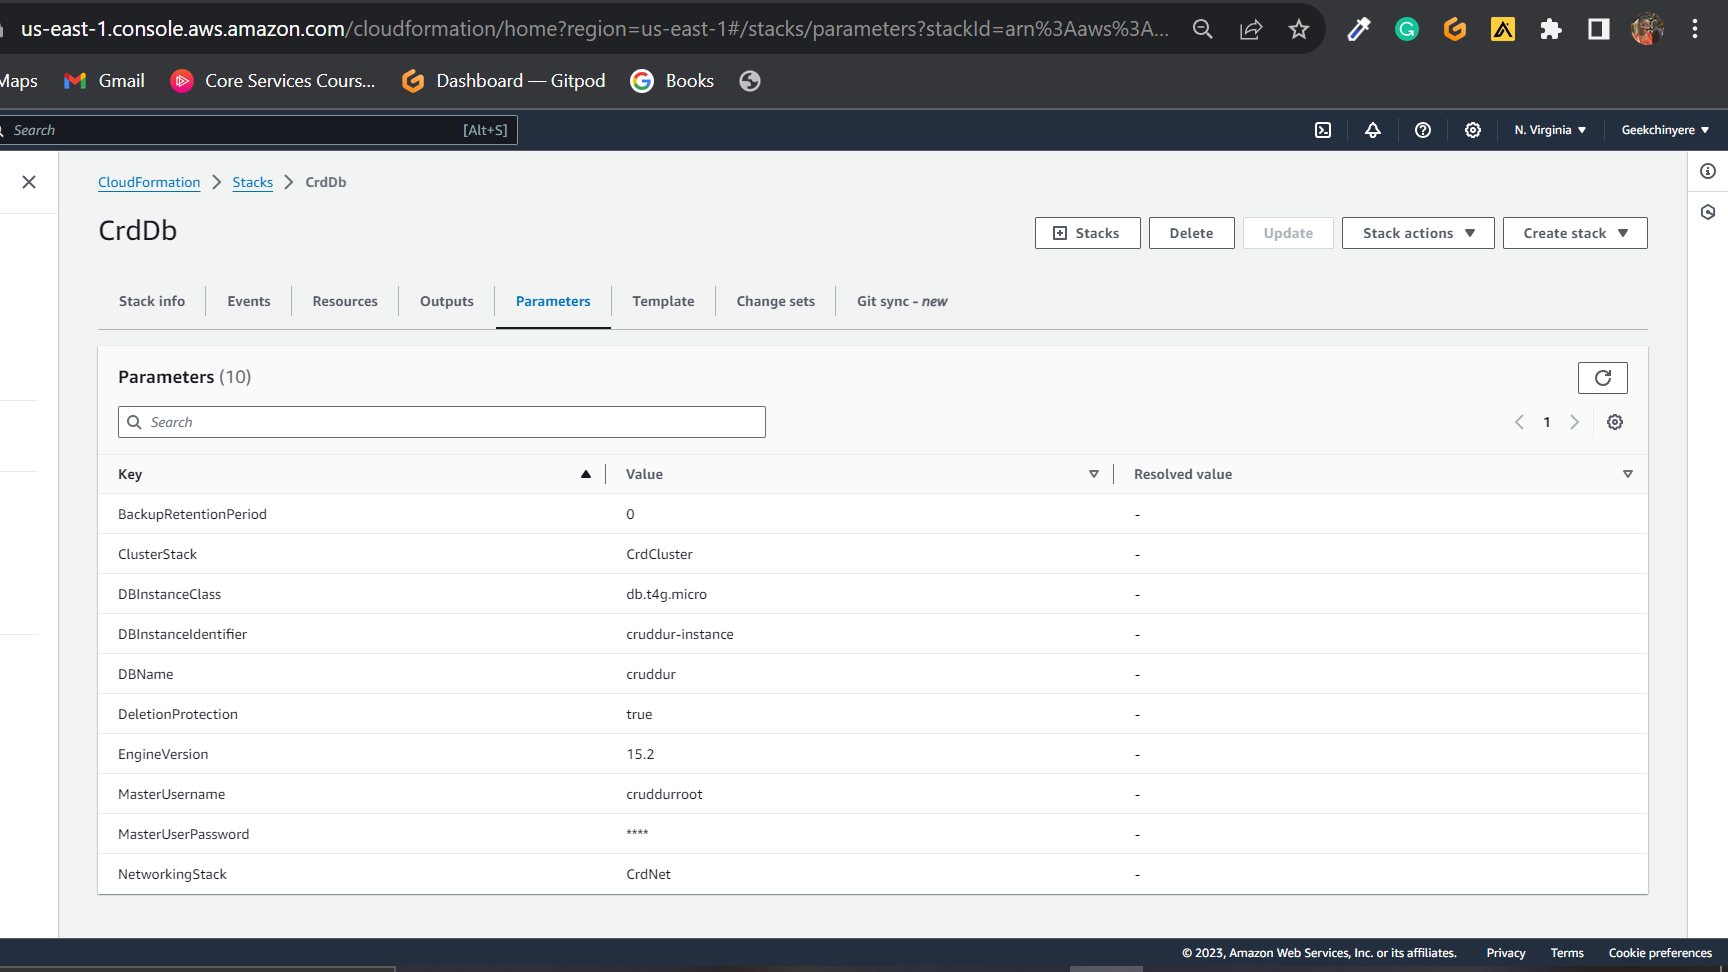 us-east-1.console.aws.amazon.com/cloudformation/home?region=us-east-1#/stacks/parameters?stackId=arn%3Aaws%3A...
Maps Gmail Core Services Cours... Dashboard — Gitpod Books
Search [Alt+S] N. Virginia Geekchinyere
CloudFormation Stacks CrdDb
CrdDb
Stacks Delete Update Stack actions Create stack
Stack info Events Resources Outputs Parameters Template Change sets Git sync - new
Parameters (10)
Search 1
Key Value Resolved value
BackupRetentionPeriod 0 -
ClusterStack CrdCluster -
DBInstanceClass db.t4g.micro -
DBInstanceIdentifier cruddur-instance -
DBName cruddur -
DeletionProtection true -
EngineVersion 15.2 -
MasterUsername cruddurroot -
MasterUserPassword **** -
NetworkingStack CrdNet -
© 2023, Amazon Web Services, Inc. or its affiliates. Privacy Terms Cookie preferences